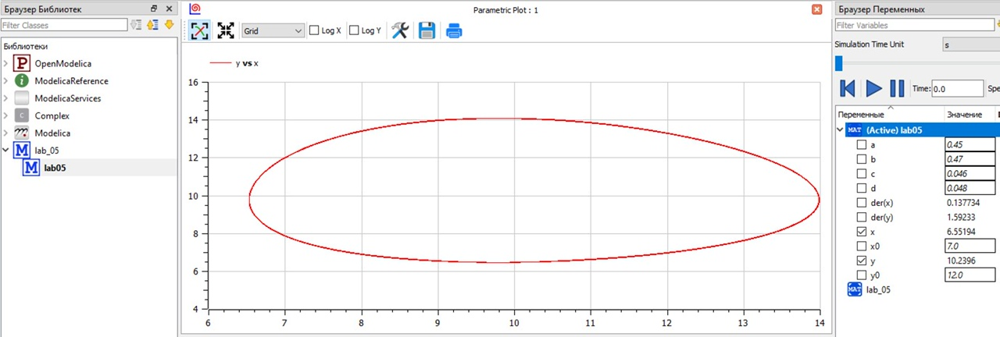 Браузер Библиотек
Filter Classes
Библиотеки
P OpenModelica
i ModelicaReference
ModelicaServices
C Complex
Modelica
M lab_05
M lab05
Parametric Plot : 1
Grid
Log X
Log Y
y vs x
16
14
12
10
8
6
4
6 7 8 9 10 11 12 13 14
Браузер Переменных
Filter Variables
Simulation Time Unit s
Time: 0.0 Spe
Переменные Значение
MAT (Active) lab05
a 0.45
b 0.47
c 0.046
d 0.048
der(x) 0.137734
der(y) 1.59233
x 6.55194
x0 7.0
y 10.2396
y0 12.0
MAT lab_05